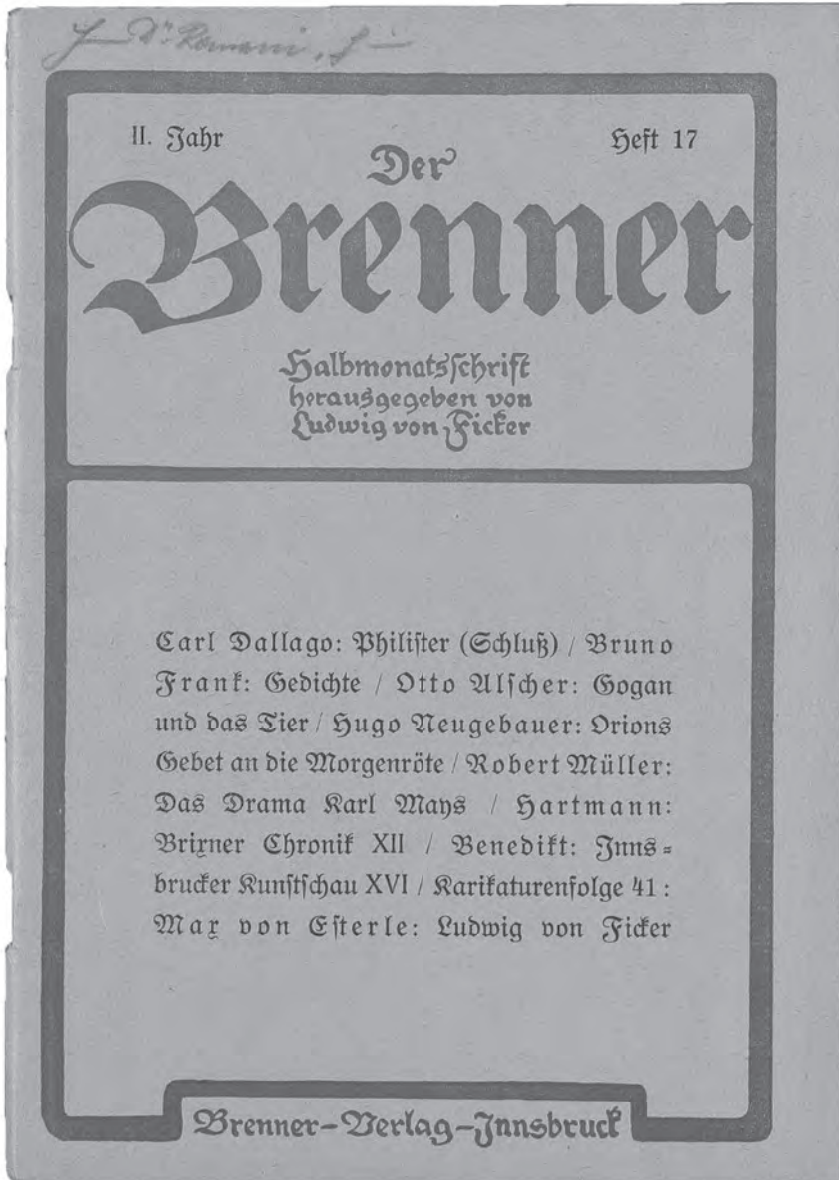 Dr. Romani,
II. Jahr
Heft 17
Der
Brenner
Halbmonatsschrift
herausgegeben von
Ludwig von Ficker
Carl Dallago: Philister (Schluß) / Bruno
Frank: Gedichte / Otto Alscher: Gogan
und das Tier / Hugo Neugebauer: Orions
Gebet an die Morgenröte / Robert Müller:
Das Drama Karl Mays / Hartmann:
Brixner Chronik XII / Benedikt: Inns-
brucker Kunstschau XVI / Karikaturenfolge 41:
Max von Esterle: Ludwig von Ficker
Brenner-Verlag-Innsbruck